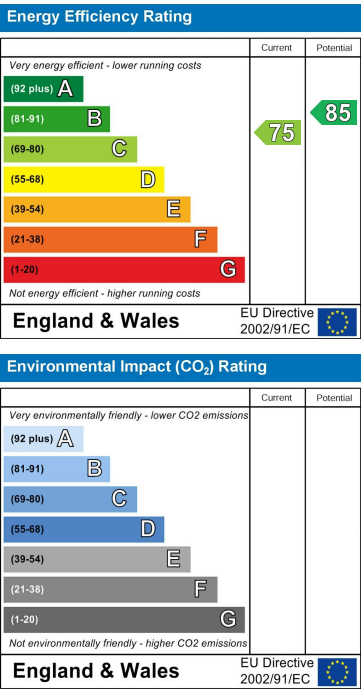 Energy Efficiency Rating
Current Potential
Very energy efficient - lower running costs
(92 plus) A
(81-91) B
(69-80) C
(55-68) D
(39-54) E
(21-38) F
(1-20) G
75
85
Not energy efficient - higher running costs
England & Wales
EU Directive
2002/91/EC
Environmental Impact (CO₂) Rating
Current Potential
Very environmentally friendly - lower CO2 emissions
(92 plus) A
(81-91) B
(69-80) C
(55-68) D
(39-54) E
(21-38) F
(1-20) G
Not environmentally friendly - higher CO2 emissions
England & Wales
EU Directive
2002/91/EC